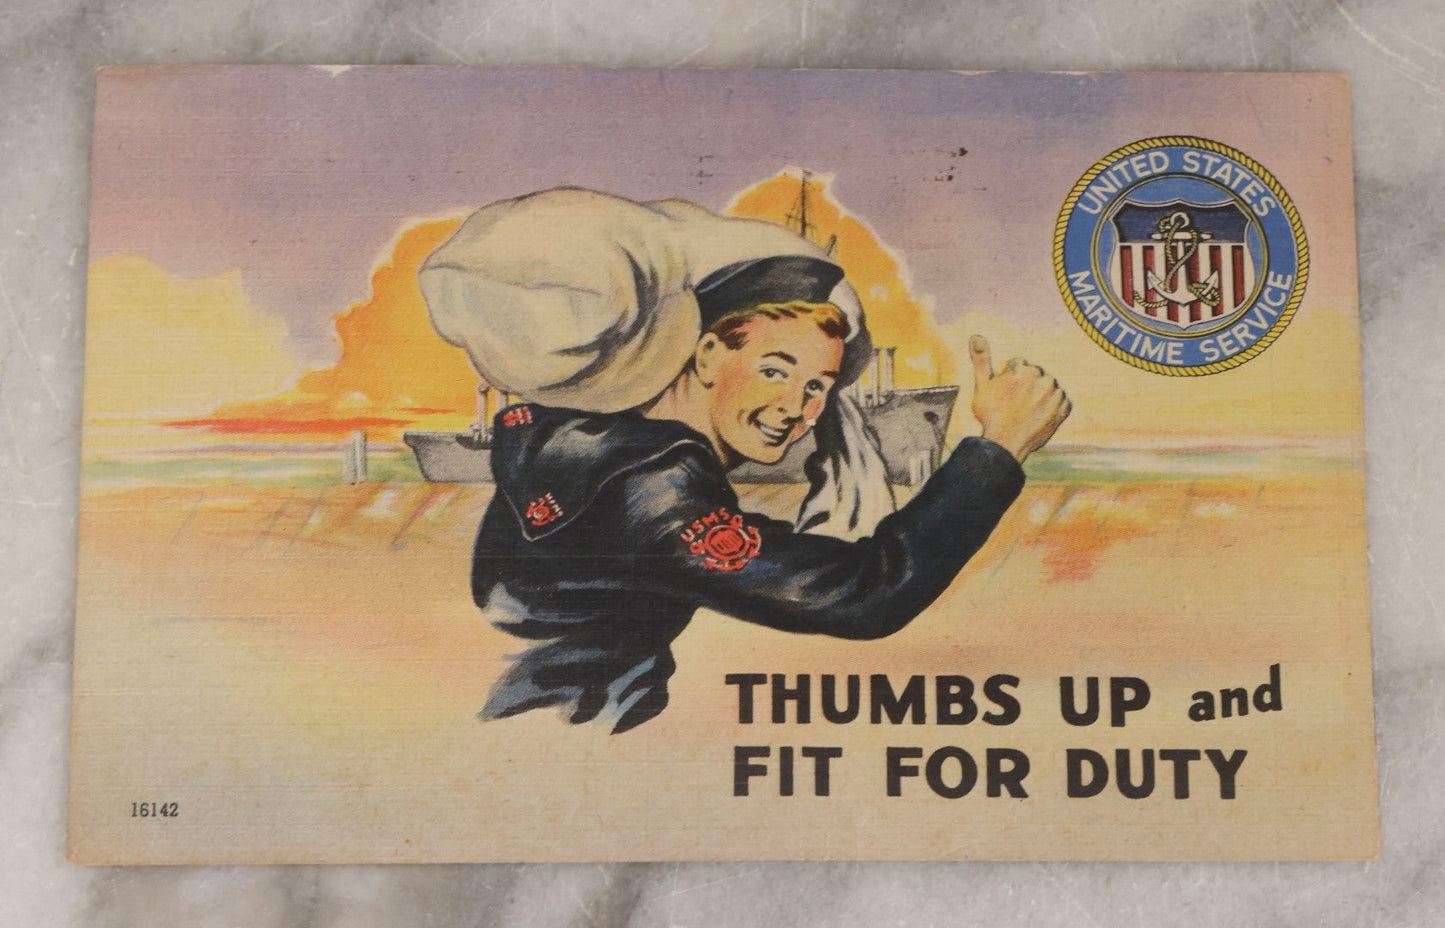 UNITED STATES
MARITIME SERVICE
USMS
THUMBS UP and
FIT FOR DUTY
16142